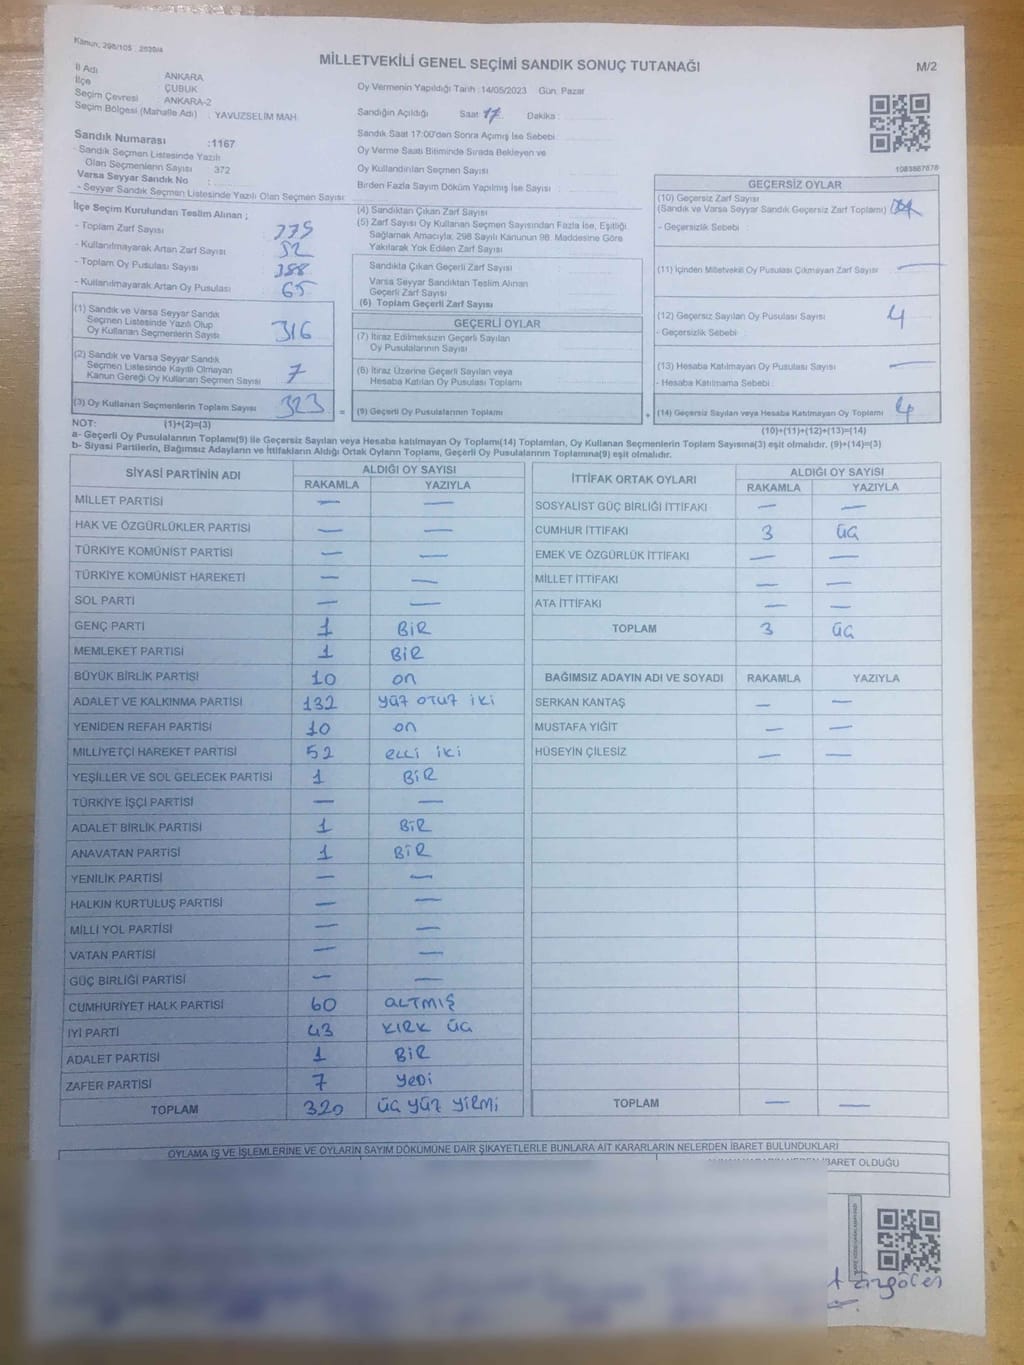 Kanun, 298/105 2839/4
MİLLETVEKİLİ GENEL SEÇİMİ SANDIK SONUÇ TUTANAĞI
M/2
İl Adı ANKARA
İlçe ÇUBUK
Seçim Çevresi ANKARA-2
Seçim Bölgesi (Mahalle Adı) : YAVUZSELİM MAH.
Oy Vermenin Yapıldığı Tarih :14/05/2023 Gün: Pazar
Sandığın Açıldığı Saat 17 Dakika
Sandık Saat 17:00'dan Sonra Açılmış İse Sebebi
Oy Verme Saati Bitiminde Sırada Bekleyen ve
Oy Kullandırılan Seçmen Sayısı
Birden Fazla Sayım Döküm Yapılmış İse Sayısı
1083887878
Sandık Numarası :1167
- Sandık Seçmen Listesinde Yazılı
Olan Seçmenlerin Sayısı 372
Varsa Seyyar Sandık No :
- Seyyar Sandık Seçmen Listesinde Yazılı Olan Seçmen Sayısı
İlçe Seçim Kurulundan Teslim Alınan ;
- Toplam Zarf Sayısı : 375
- Kullanılmayarak Artan Zarf Sayısı : 52
- Toplam Oy Pusulası Sayısı : 388
- Kullanılmayarak Artan Oy Pusulası : 65
(1) Sandık ve Varsa Seyyar Sandık
Seçmen Listesinde Yazılı Olup
Oy Kullanan Seçmenlerin Sayısı 316
(2) Sandık ve Varsa Seyyar Sandık
Seçmen Listesinde Kayıtlı Olmayan
Kanun Gereği Oy Kullanan Seçmen Sayısı 7
(3) Oy Kullanan Seçmenlerin Toplam Sayısı 323
(4) Sandıktan Çıkan Zarf Sayısı
(5) Zarf Sayısı Oy Kullanan Seçmen Sayısından Fazla İse, Eşitliği
Sağlamak Amacıyla, 298 Sayılı Kanunun 98. Maddesine Göre
Yakılarak Yok Edilen Zarf Sayısı
Sandıkta Çıkan Geçerli Zarf Sayısı
Varsa Seyyar Sandıktan Teslim Alınan
Geçerli Zarf Sayısı
(6) Toplam Geçerli Zarf Sayısı
GEÇERLİ OYLAR
(7) İtiraz Edilmeksizin Geçerli Sayılan
Oy Pusulalarının Sayısı
(8) İtiraz Üzerine Geçerli Sayılan veya
Hesaba Katılan Oy Pusulası Toplamı
= (9) Geçerli Oy Pusulalarının Toplamı +
GEÇERSİZ OYLAR
(10) Geçersiz Zarf Sayısı
(Sandık ve Varsa Seyyar Sandık Geçersiz Zarf Toplamı)
- Geçersizlik Sebebi :
(11) İçinden Milletvekili Oy Pusulası Çıkmayan Zarf Sayısı —
(12) Geçersiz Sayılan Oy Pusulası Sayısı 4
- Geçersizlik Sebebi :
(13) Hesaba Katılmayan Oy Pusulası Sayısı —
- Hesaba Katılmama Sebebi :
(14) Geçersiz Sayılan veya Hesaba Katılmayan Oy Toplamı 4
NOT: (1)+(2)=(3) (10)+(11)+(12)+(13)=(14)
a- Geçerli Oy Pusulalarının Toplamı(9) ile Geçersiz Sayılan veya Hesaba katılmayan Oy Toplamı(14) Toplamları, Oy Kullanan Seçmenlerin Toplam Sayısına(3) eşit olmalıdır. (9)+(14)=(3)
b- Siyasi Partilerin, Bağımsız Adayların ve İttifakların Aldığı Ortak Oyların Toplamı, Geçerli Oy Pusulalarının Toplamına(9) eşit olmalıdır.
SİYASİ PARTİNİN ADI ALDIĞI OY SAYISI
RAKAMLA YAZIYLA
MİLLET PARTİSİ — —
HAK VE ÖZGÜRLÜKLER PARTİSİ — —
TÜRKİYE KOMÜNİST PARTİSİ — —
TÜRKİYE KOMÜNİST HAREKETİ — —
SOL PARTİ — —
GENÇ PARTİ 1 BİR
MEMLEKET PARTİSİ 1 BİR
BÜYÜK BİRLİK PARTİSİ 10 on
ADALET VE KALKINMA PARTİSİ 132 yüz otuz iki
YENİDEN REFAH PARTİSİ 10 on
MİLLİYETÇİ HAREKET PARTİSİ 52 elli iki
YEŞİLLER VE SOL GELECEK PARTİSİ 1 BİR
TÜRKİYE İŞÇİ PARTİSİ — —
ADALET BİRLİK PARTİSİ 1 BİR
ANAVATAN PARTİSİ 1 BİR
YENİLİK PARTİSİ — —
HALKIN KURTULUŞ PARTİSİ — —
MİLLİ YOL PARTİSİ — —
VATAN PARTİSİ — —
GÜÇ BİRLİĞİ PARTİSİ — —
CUMHURİYET HALK PARTİSİ 60 ALTMIŞ
İYİ PARTİ 43 KIRK üç
ADALET PARTİSİ 1 BİR
ZAFER PARTİSİ 7 yedi
TOPLAM 320 üç yüz yirmi
İTTİFAK ORTAK OYLARI ALDIĞI OY SAYISI
RAKAMLA YAZIYLA
SOSYALİST GÜÇ BİRLİĞİ İTTİFAKI — —
CUMHUR İTTİFAKI 3 üç
EMEK VE ÖZGÜRLÜK İTTİFAKI — —
MİLLET İTTİFAKI — —
ATA İTTİFAKI — —
TOPLAM 3 üç
BAĞIMSIZ ADAYIN ADI VE SOYADI RAKAMLA YAZIYLA
SERKAN KANTAŞ — —
MUSTAFA YİĞİT — —
HÜSEYİN ÇİLESİZ — —
TOPLAM — —
OYLAMA İŞ VE İŞLEMLERİNE VE OYLARIN SAYIM DÖKÜMÜNE DAİR ŞİKAYETLERLE BUNLARA AİT KARARLARIN NELERDEN İBARET BULUNDUKLARI
İBARET OLDUĞU